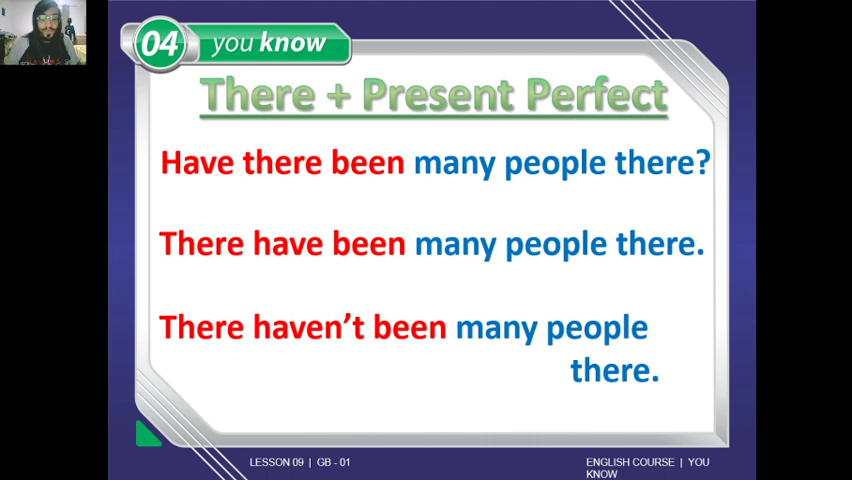 04 you know
There + Present Perfect
Have there been many people there?
There have been many people there.
There haven't been many people
there.
LESSON 09 | GB - 01
ENGLISH COURSE | YOU
KNOW